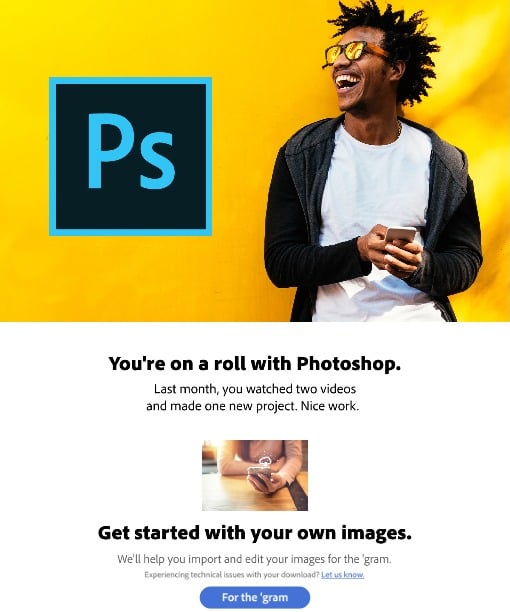 Ps
You're on a roll with Photoshop.
Last month, you watched two videos
and made one new project. Nice work.
Get started with your own images.
We'll help you import and edit your images for the 'gram.
Experiencing technical issues with your download? Let us know.
For the 'gram